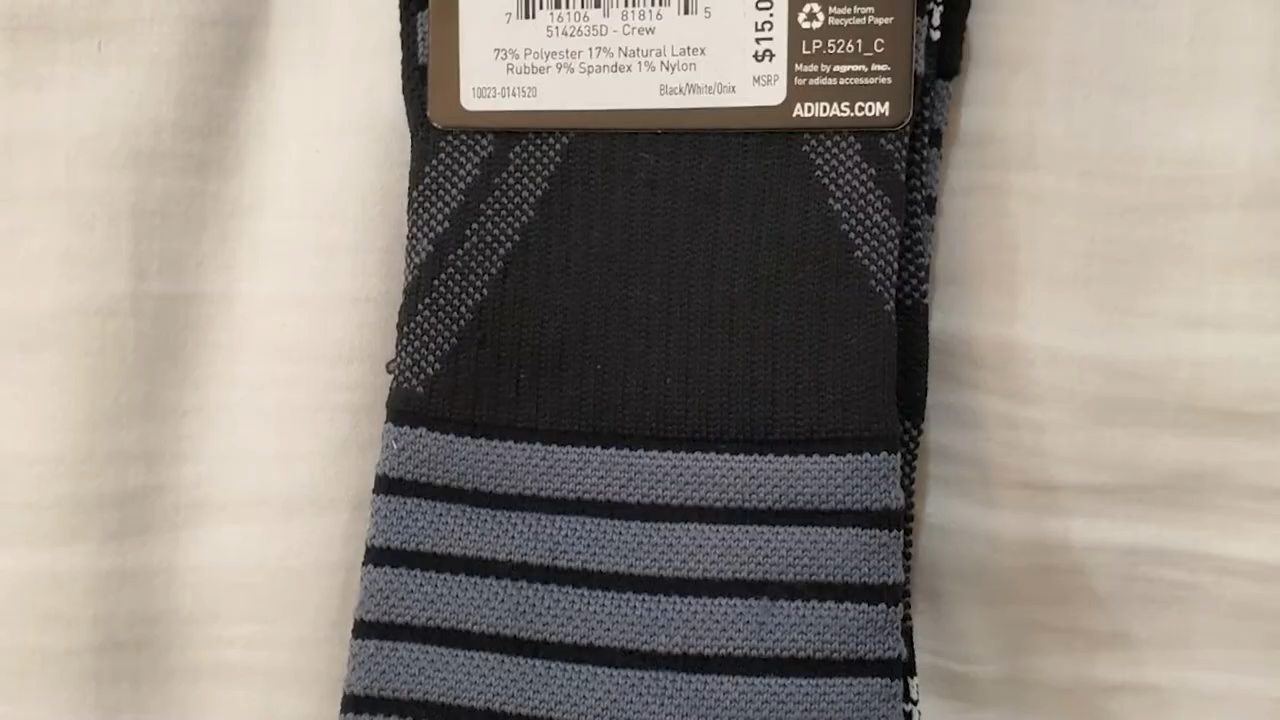 7 16106 81816 5
5142635D - Crew
73% Polyester 17% Natural Latex
Rubber 9% Spandex 1% Nylon
10023-0141520
Black/White/Onix
$15.0
MSRP
Made from
Recycled Paper
LP.5261_C
Made by agron, inc.
for adidas accessories
ADIDAS.COM